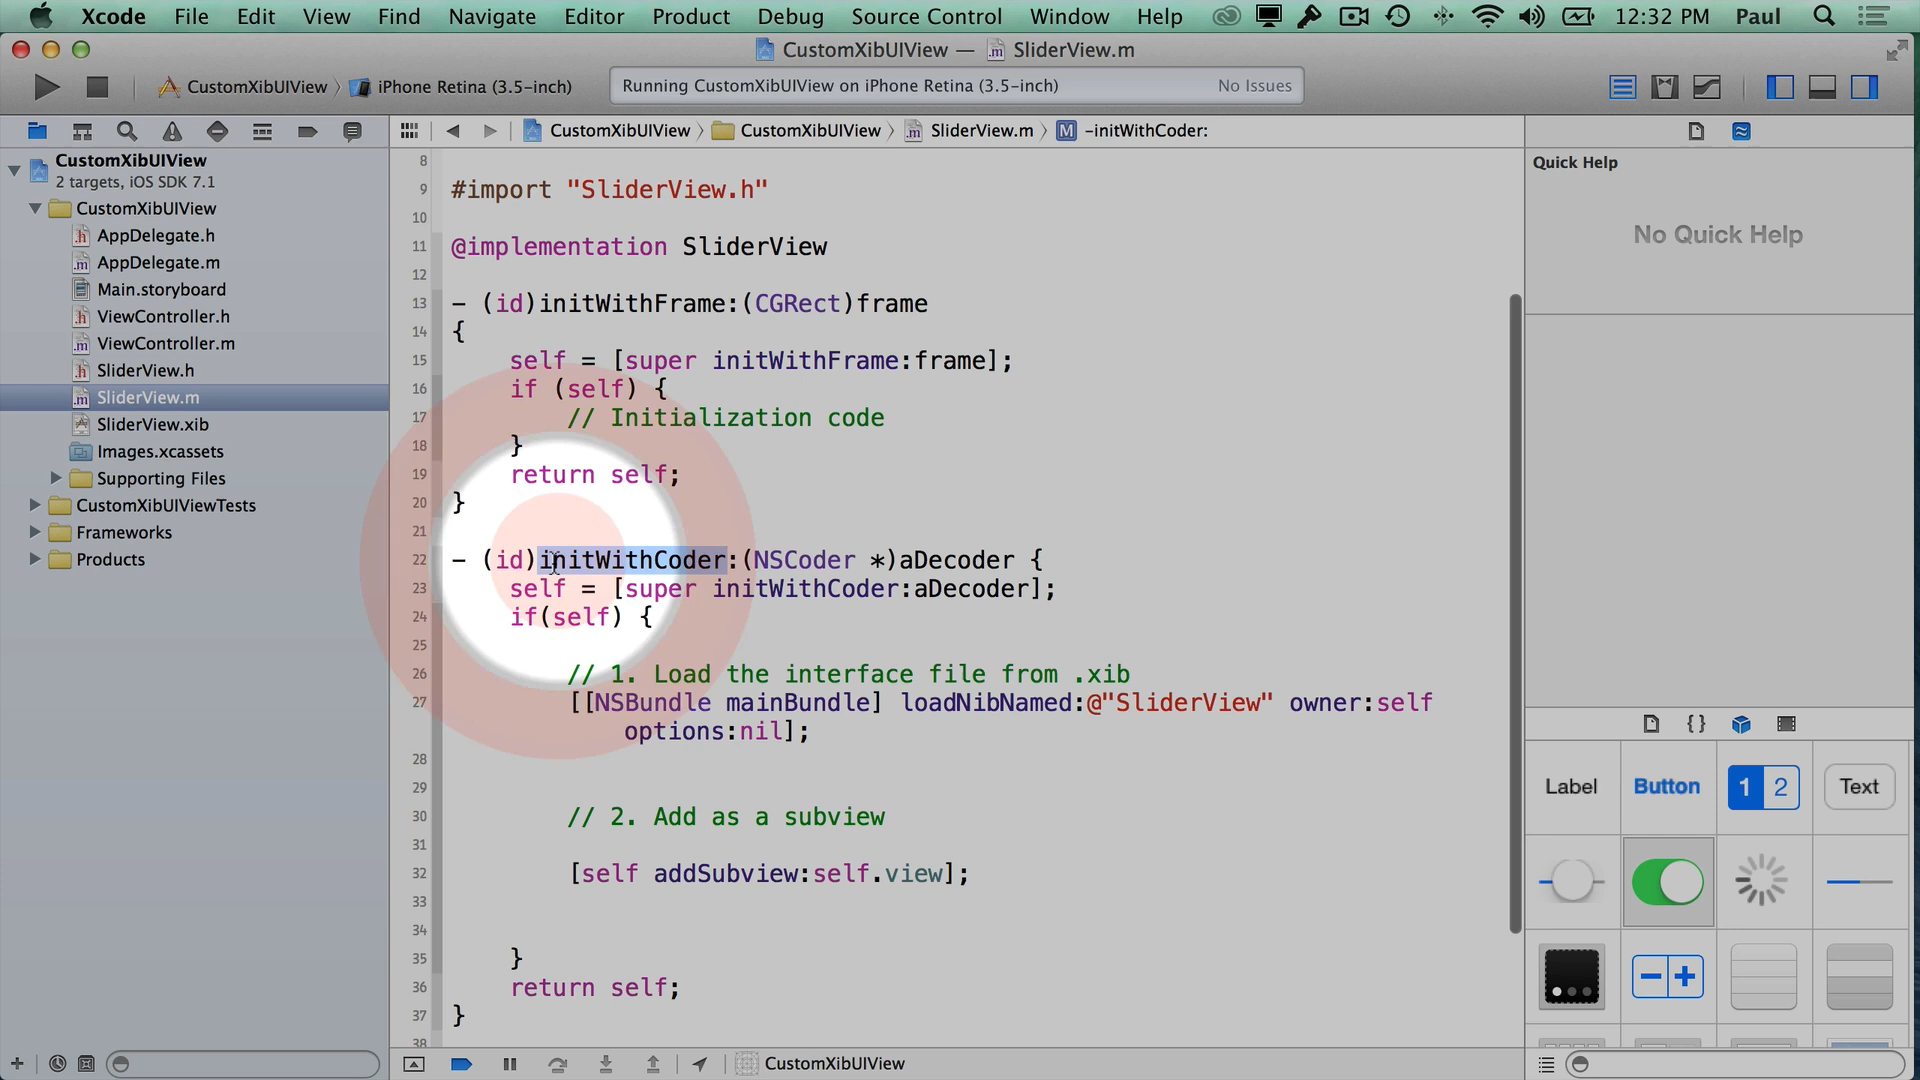 Xcode File Edit View Find Navigate Editor Product Debug Source Control Window Help 12:32 PM Paul
CustomXibUIView — SliderView.m
CustomXibUIView iPhone Retina (3.5-inch)
Running CustomXibUIView on iPhone Retina (3.5-inch) No Issues
CustomXibUIView CustomXibUIView SliderView.m M -initWithCoder:
CustomXibUIView
2 targets, iOS SDK 7.1
CustomXibUIView
AppDelegate.h
AppDelegate.m
Main.storyboard
ViewController.h
ViewController.m
SliderView.h
SliderView.m
SliderView.xib
Images.xcassets
Supporting Files
CustomXibUIViewTests
Frameworks
Products
8
9 #import "SliderView.h"
10
11 @implementation SliderView
12
13 - (id)initWithFrame:(CGRect)frame
14 {
15 self = [super initWithFrame:frame];
16 if (self) {
17 // Initialization code
18 }
19 return self;
20 }
21
22 - (id)initWithCoder:(NSCoder *)aDecoder {
23 self = [super initWithCoder:aDecoder];
24 if(self) {
25
26 // 1. Load the interface file from .xib
27 [[NSBundle mainBundle] loadNibNamed:@"SliderView" owner:self
options:nil];
28
29
30 // 2. Add as a subview
31
32 [self addSubview:self.view];
33
34
35 }
36 return self;
37 }
38
Quick Help
No Quick Help
Label Button 1 2 Text
CustomXibUIView